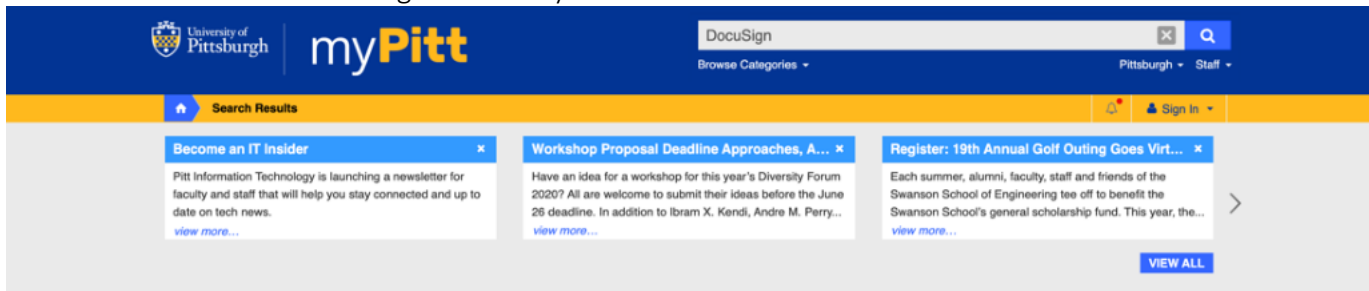 University of
Pittsburgh
myPitt
DocuSign
Browse Categories
Pittsburgh
Staff
Search Results
Sign In
Become an IT Insider ×
Pitt Information Technology is launching a newsletter for
faculty and staff that will help you stay connected and up to
date on tech news.
view more...
Workshop Proposal Deadline Approaches, A... ×
Have an idea for a workshop for this year's Diversity Forum
2020? All are welcome to submit their ideas before the June
26 deadline. In addition to Ibram X. Kendi, Andre M. Perry...
view more...
Register: 19th Annual Golf Outing Goes Virt... ×
Each summer, alumni, faculty, staff and friends of the
Swanson School of Engineering tee off to benefit the
Swanson School's general scholarship fund. This year, the...
view more...
VIEW ALL